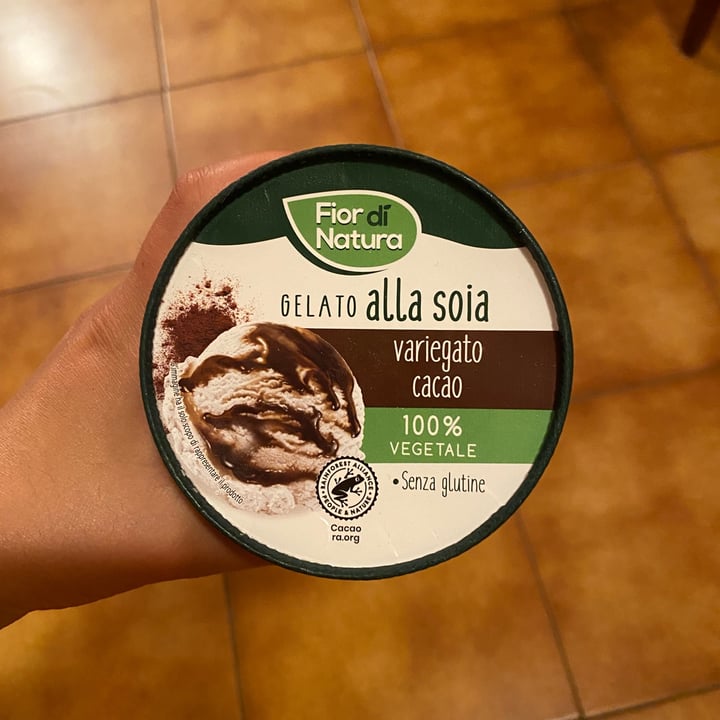 Fior di
Natura
GELATO alla soia
variegato
cacao
100%
VEGETALE
•Senza glutine
RAINFOREST ALLIANCE
PEOPLE & NATURE
Cacao
ra.org
L'immagine ha il solo scopo di rappresentare il prodotto